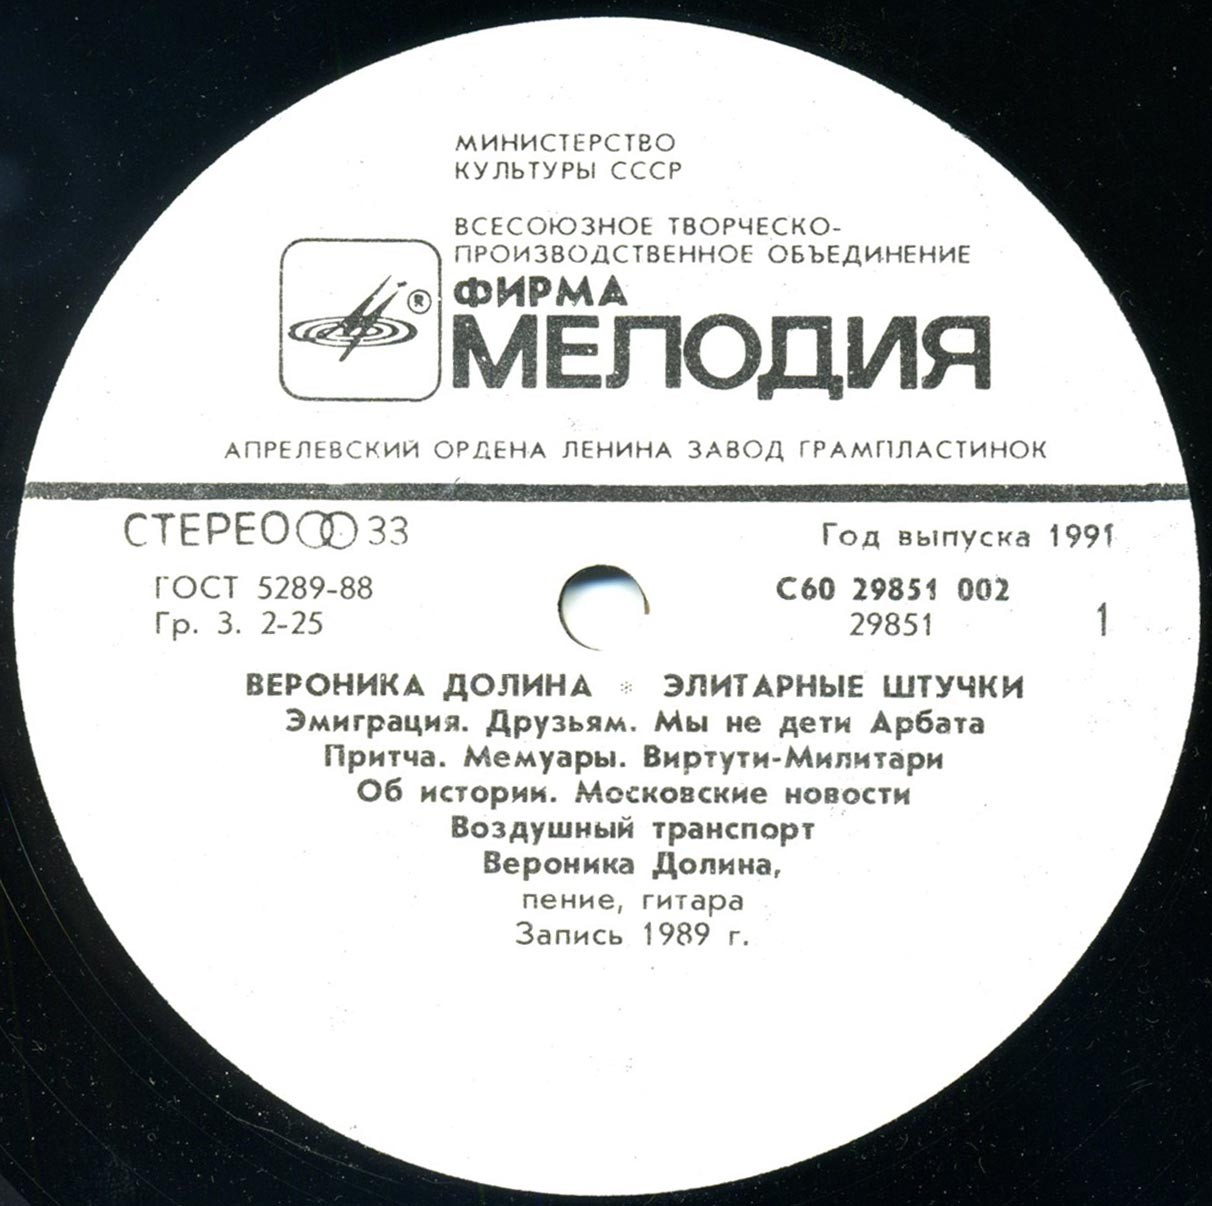 МИНИСТЕРСТВО
КУЛЬТУРЫ СССР
ВСЕСОЮЗНОЕ ТВОРЧЕСКО-
ПРОИЗВОДСТВЕННОЕ ОБЪЕДИНЕНИЕ
®
ФИРМА
МЕЛОДИЯ
АПРЕЛЕВСКИЙ ОРДЕНА ЛЕНИНА ЗАВОД ГРАМПЛАСТИНОК
СТЕРЕО 33
Год выпуска 1991
ГОСТ 5289-88
С60 29851 002
Гр. 3. 2-25
29851
1
ВЕРОНИКА ДОЛИНА * ЭЛИТАРНЫЕ ШТУЧКИ
Эмиграция. Друзьям. Мы не дети Арбата
Притча. Мемуары. Виртути-Милитари
Об истории. Московские новости
Воздушный транспорт
Вероника Долина,
пение, гитара
Запись 1989 г.